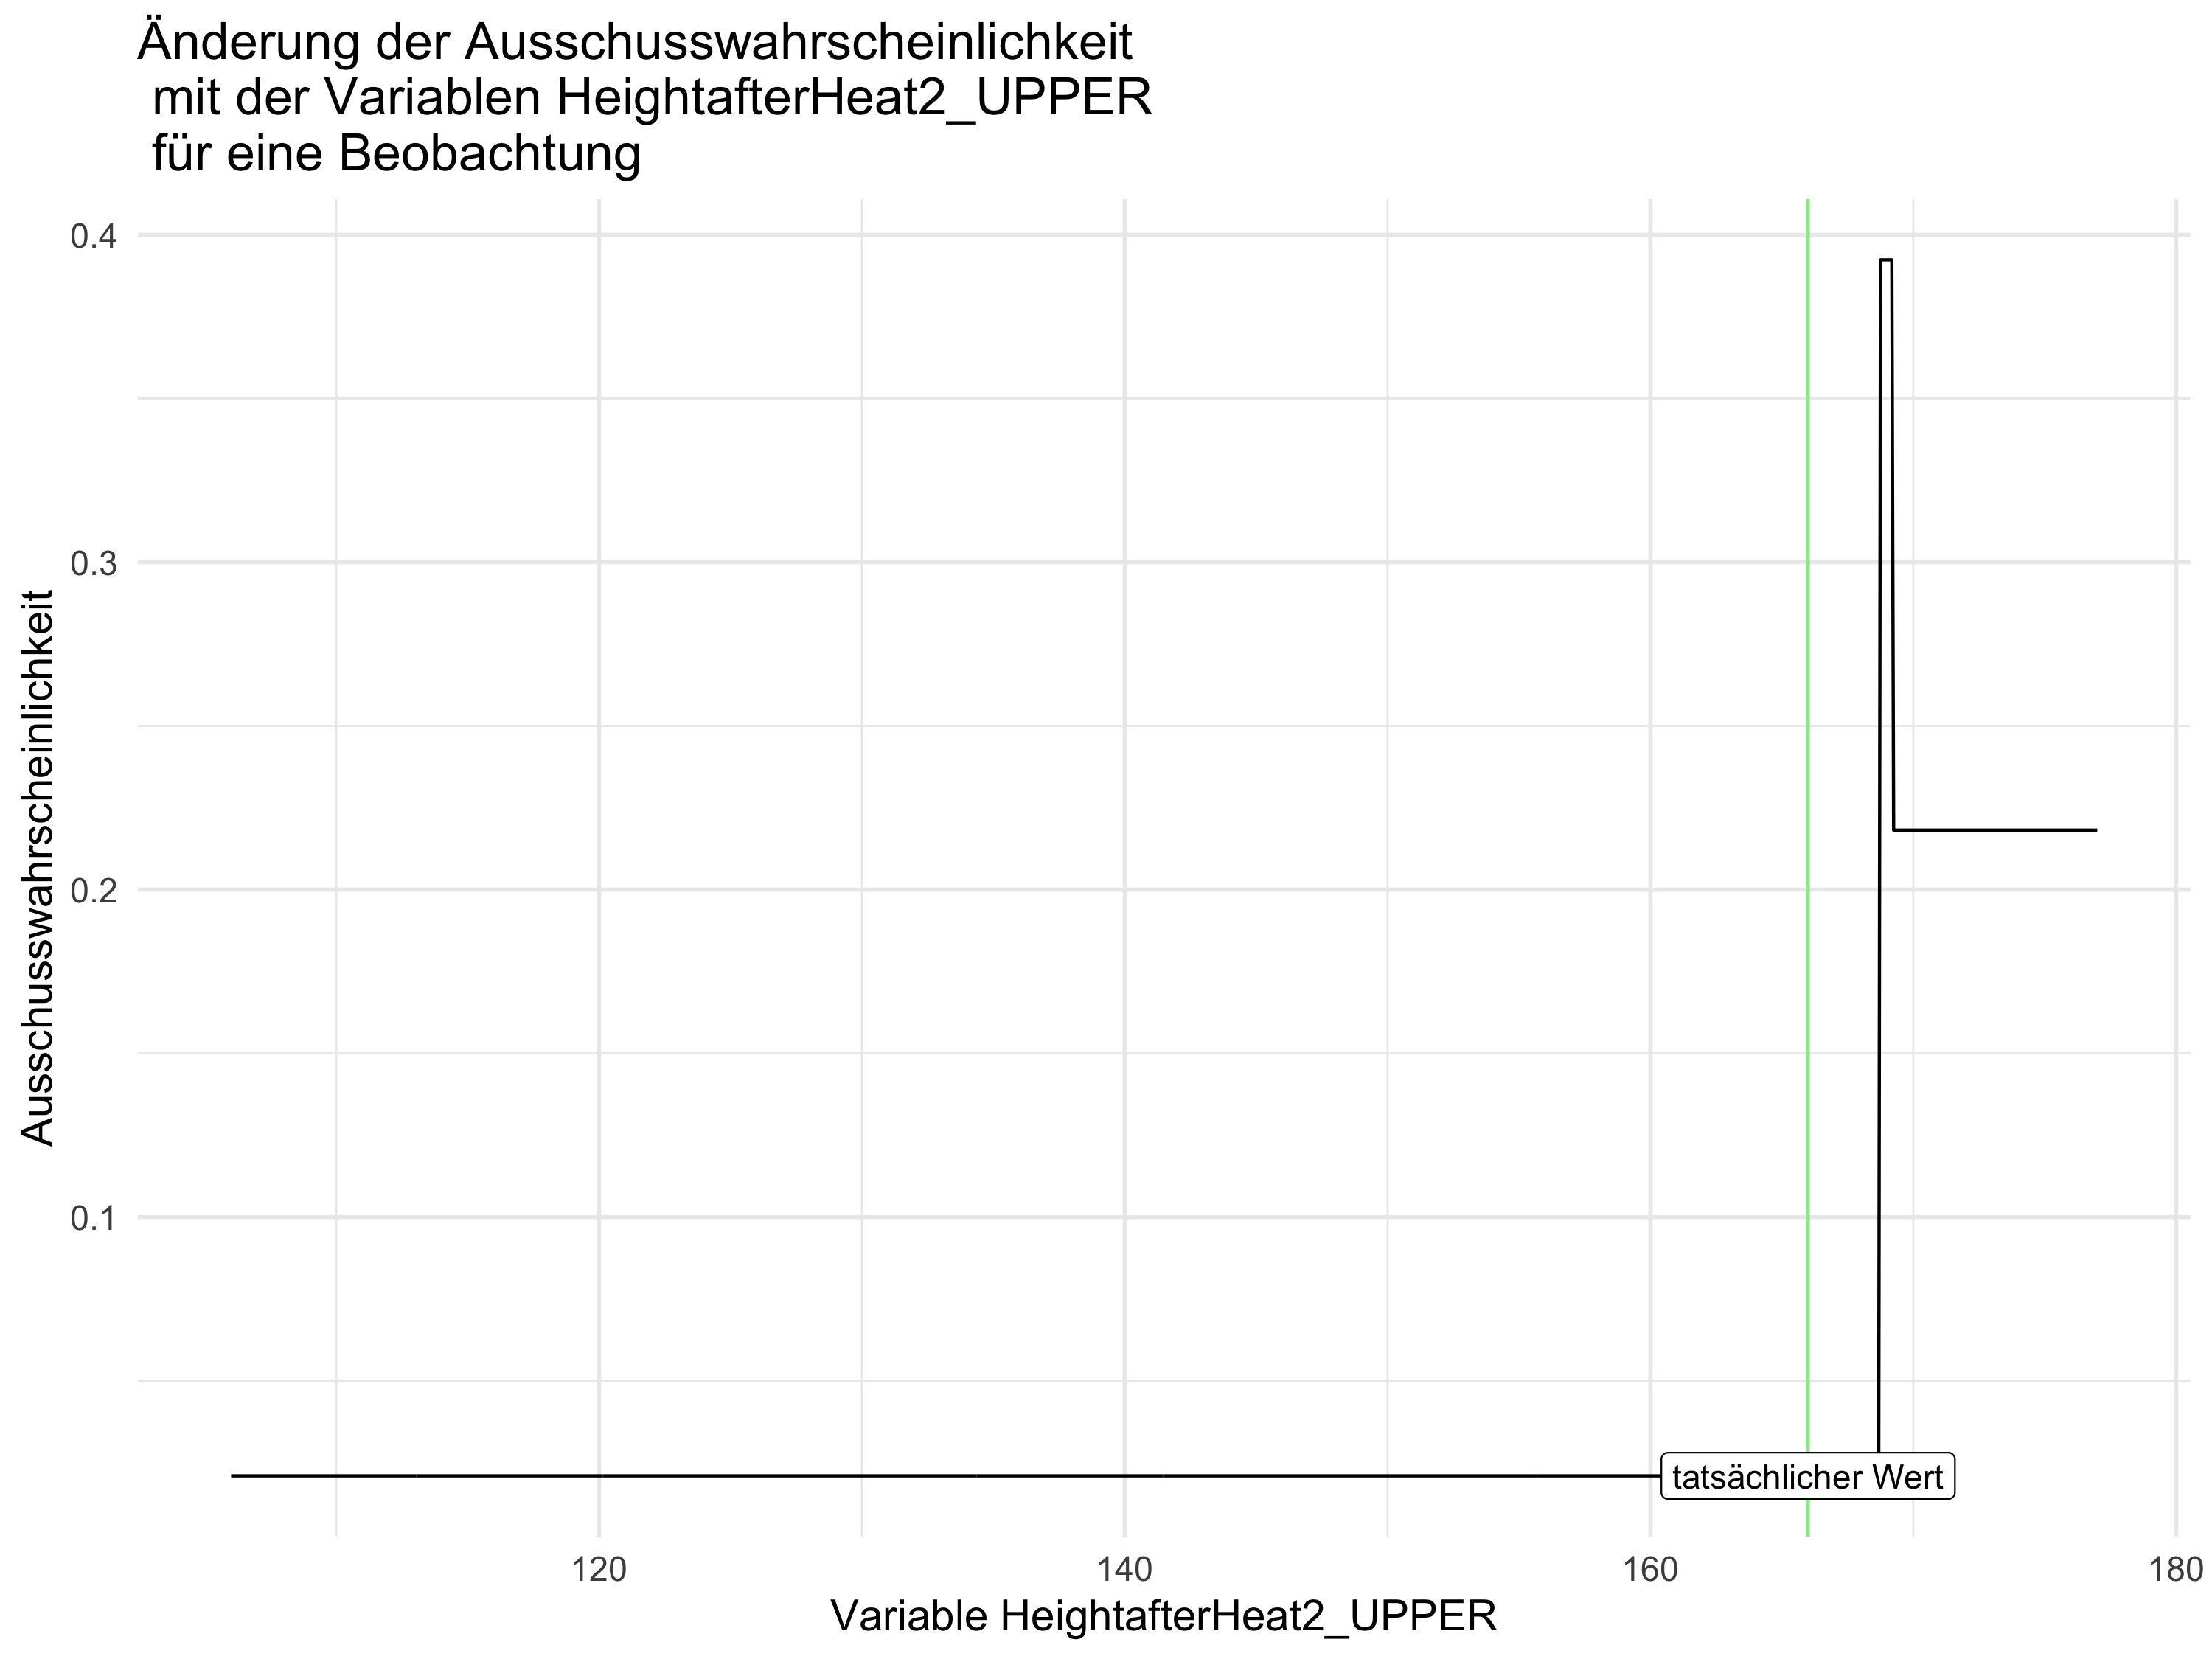 Änderung der Ausschusswahrscheinlichkeit
mit der Variablen HeightafterHeat2_UPPER
für eine Beobachtung
0.4
0.3
0.2
0.1
Ausschusswahrscheinlichkeit
tatsächlicher Wert
120 140 160 180
Variable HeightafterHeat2_UPPER